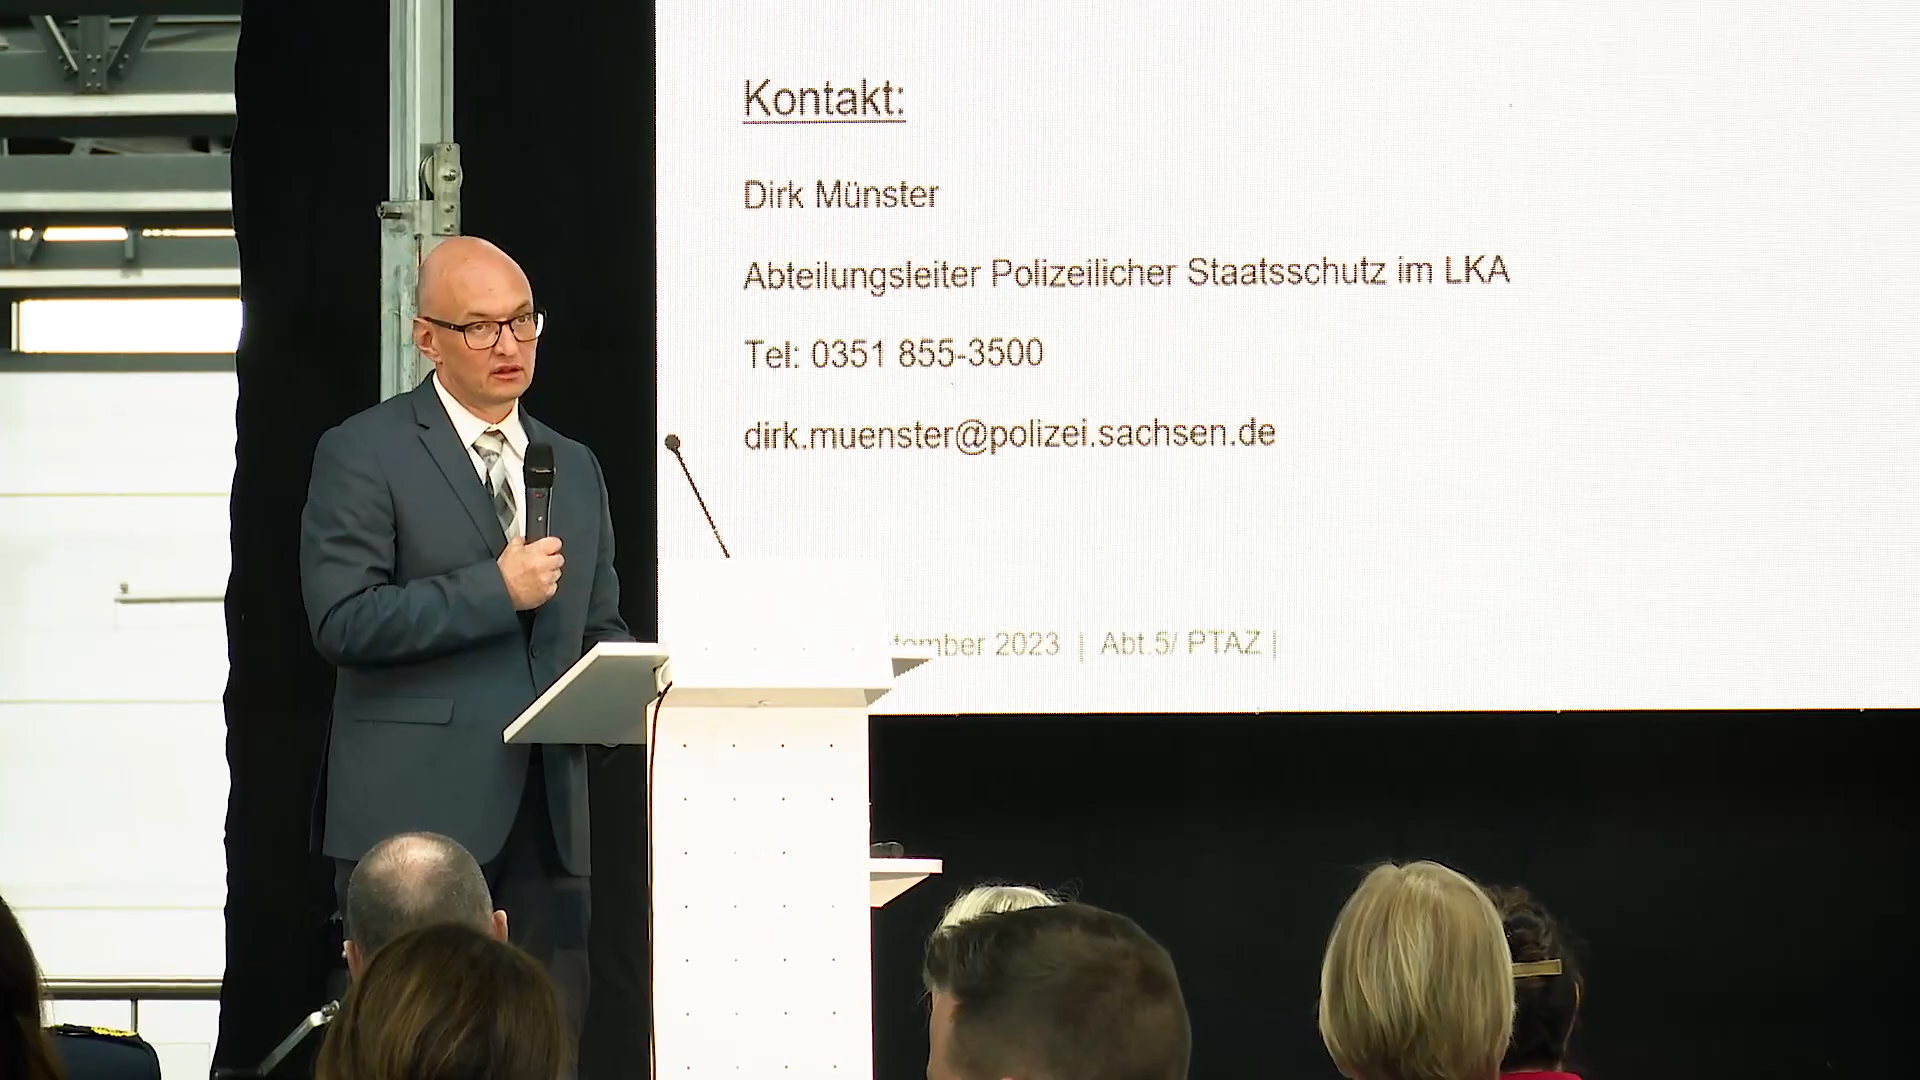 Kontakt:
Dirk Münster
Abteilungsleiter Polizeilicher Staatsschutz im LKA
Tel: 0351 855-3500
dirk.muenster@polizei.sachsen.de
2023 | Abt.5/ PTAZ |